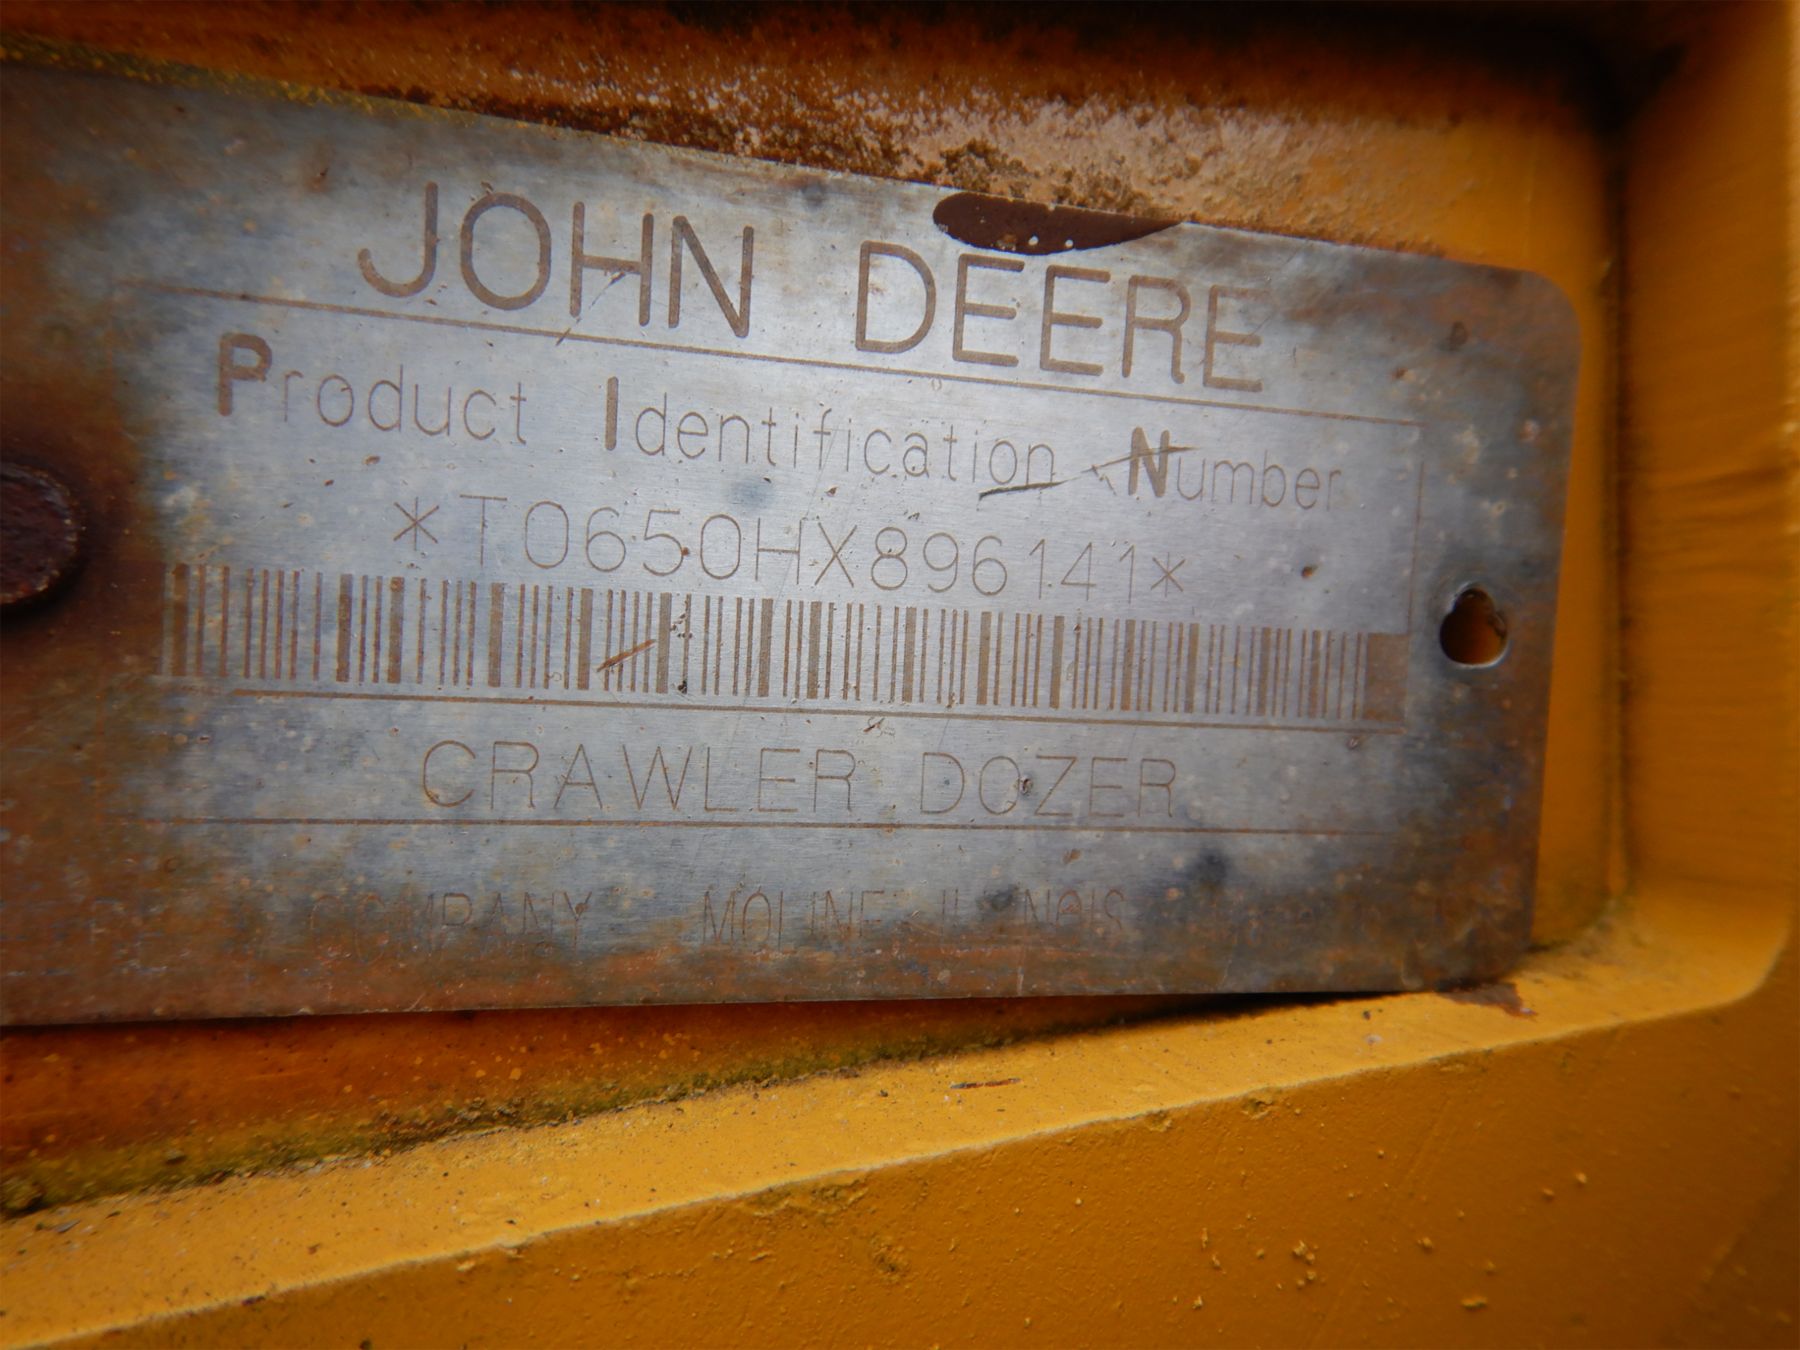 JOHN DEERE
Product Identification Number
*T0650HX896141*
CRAWLER DOZER
COMPANY MOLINE ILLINOIS